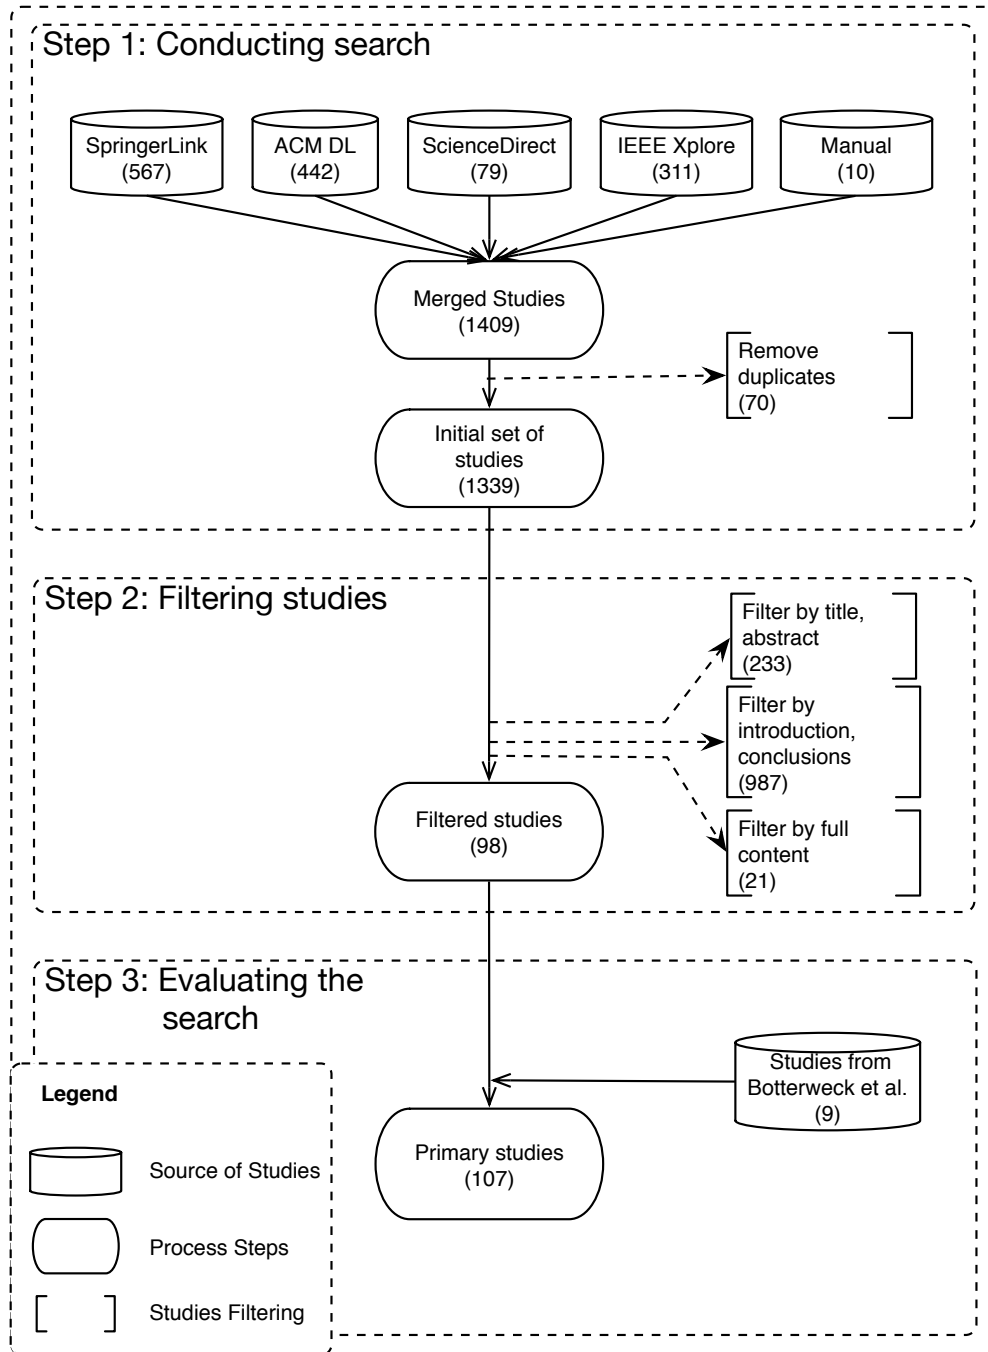 Step 1: Conducting search
SpringerLink
(567)
ACM DL
(442)
ScienceDirect
(79)
IEEE Xplore
(311)
Manual
(10)
Merged Studies
(1409)
Remove
duplicates
(70)
Initial set of
studies
(1339)
Step 2: Filtering studies
Filter by title,
abstract
(233)
Filter by
introduction,
conclusions
(987)
Filter by full
content
(21)
Filtered studies
(98)
Step 3: Evaluating the
search
Studies from
Botterweck et al.
(9)
Primary studies
(107)
Legend
Source of Studies
Process Steps
Studies Filtering